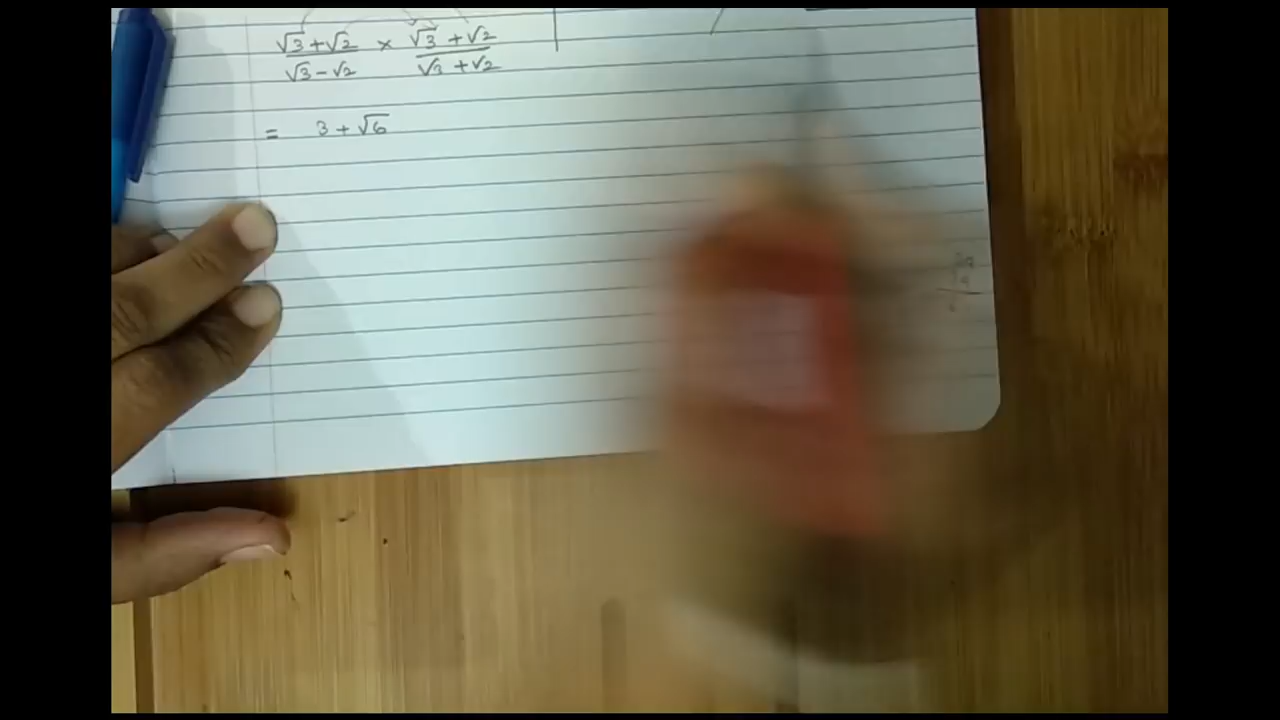 √3+√2 × √3 +√2
√3-√2 √3 +√2
= 3+√6